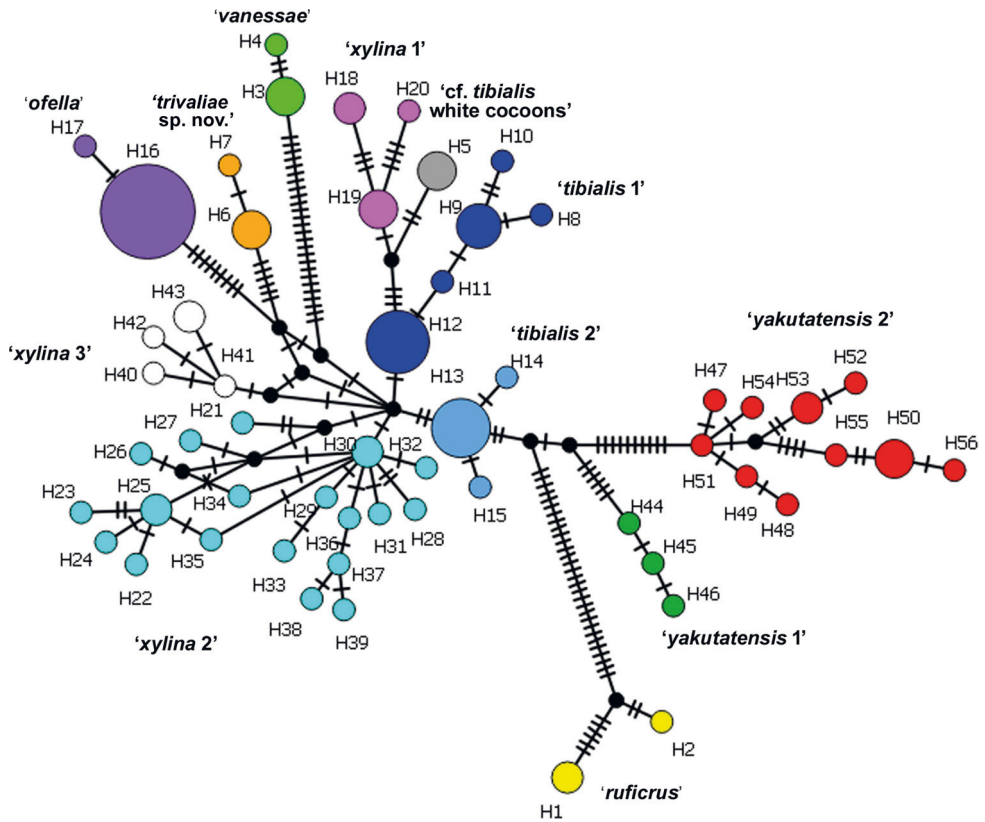 'vanessae'
H4
H3
'xylina 1'
H18
H20
H19
'cf. tibialis
white cocoons'
H5
'ofella'
H17
H16
'trivaliae
sp. nov.'
H7
H6
H10
'tibialis 1'
H9
H8
H11
H12
'xylina 3'
H43
H42
H41
H40
'tibialis 2'
H13
H14
H15
'yakutatensis 2'
H47
H54
H53
H52
H55
H50
H56
H51
H49
H48
H21
H27
H26
H30
H32
H25
H34
H23
H29
H24
H35
H22
H36
H31
H28
H33
H37
H38
H39
'xylina 2'
H44
H45
H46
'yakutatensis 1'
H2
H1
'ruficrus'